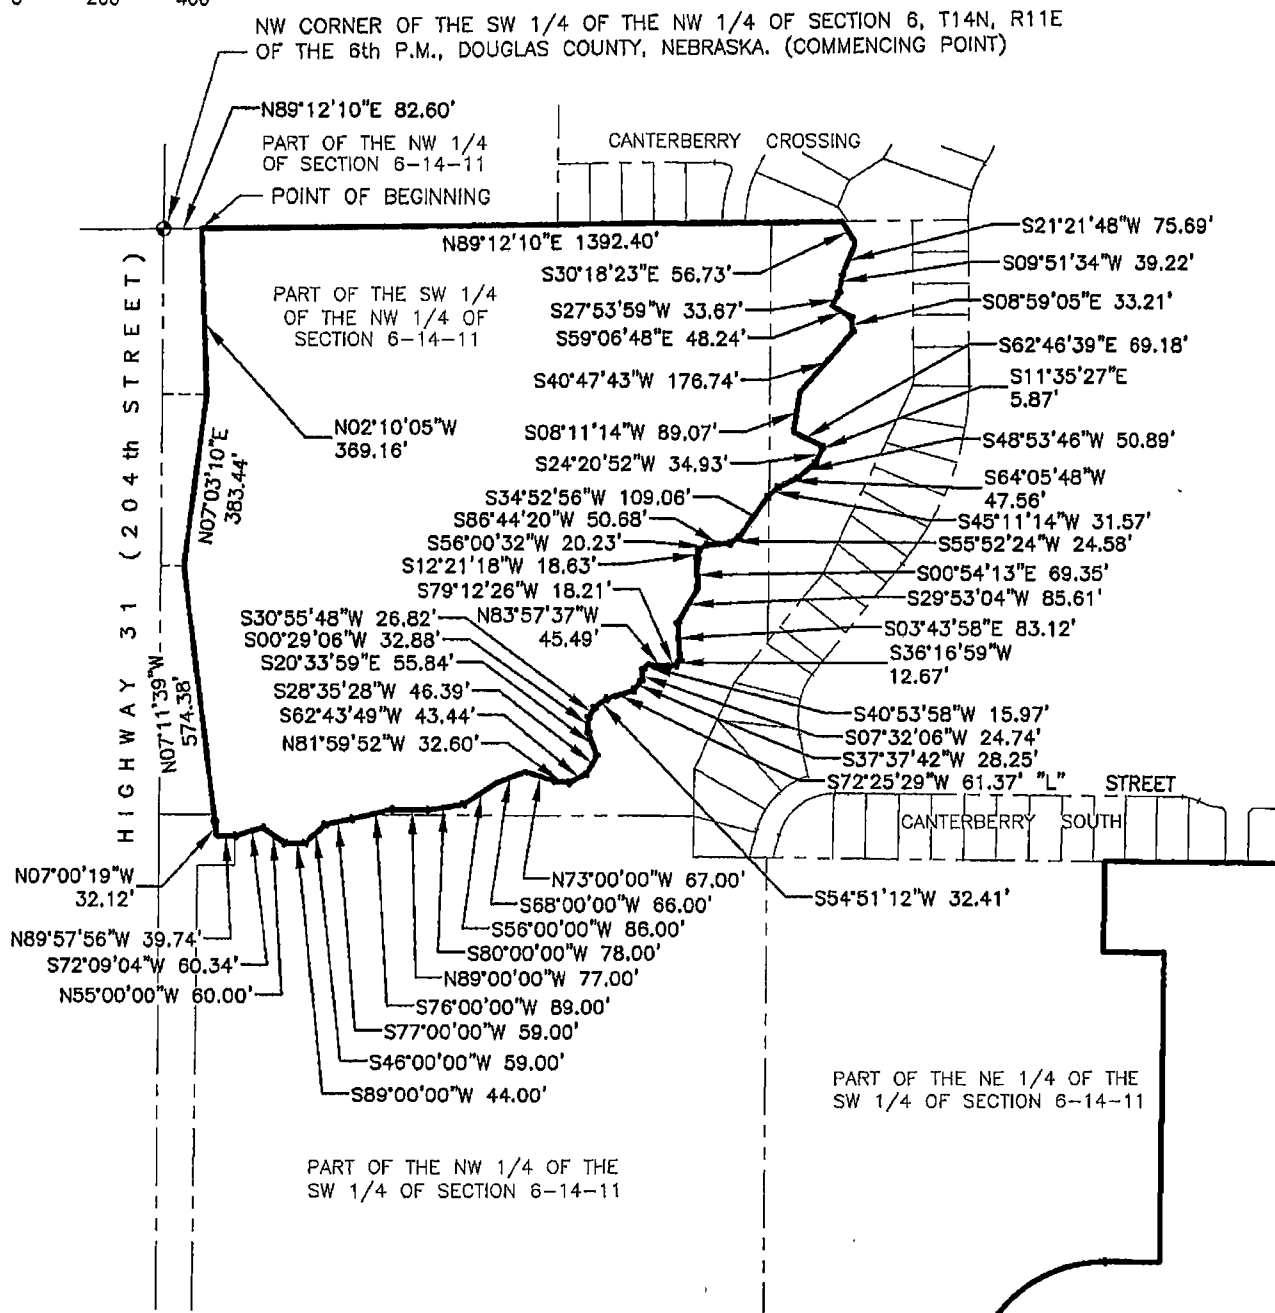 0 200 400
NW CORNER OF THE SW 1/4 OF THE NW 1/4 OF SECTION 6, T14N, R11E
OF THE 6th P.M., DOUGLAS COUNTY, NEBRASKA. (COMMENCING POINT)
N89°12'10"E 82.60'
PART OF THE NW 1/4
OF SECTION 6-14-11
CANTERBERRY CROSSING
POINT OF BEGINNING
N89°12'10"E 1392.40'
S21°21'48"W 75.69'
S30°18'23"E 56.73'
S09°51'34"W 39.22'
PART OF THE SW 1/4
OF THE NW 1/4 OF
SECTION 6-14-11
S27°53'59"W 33.67'
S08°59'05"E 33.21'
S59°06'48"E 48.24'
S62°46'39"E 69.18'
S40°47'43"W 176.74'
S11°35'27"E
5.87'
N02°10'05"W
369.16'
S08°11'14"W 89.07'
S48°53'46"W 50.89'
S24°20'52"W 34.93'
S64°05'48"W
47.56'
N07°03'10"E
383.44'
HIGHWAY 31 (204th STREET)
S34°52'56"W 109.06'
S45°11'14"W 31.57'
S86°44'20"W 50.68'
S55°52'24"W 24.58'
S56°00'32"W 20.23'
S12°21'18"W 18.63'
S00°54'13"E 69.35'
S79°12'26"W 18.21'
S29°53'04"W 85.61'
S30°55'48"W 26.82'
N83°57'37"W
45.49'
S03°43'58"E 83.12'
S00°29'06"W 32.88'
S36°16'59"W
12.67'
S20°33'59"E 55.84'
N07°11'39"W
574.38'
S28°35'28"W 46.39'
S62°43'49"W 43.44'
S40°53'58"W 15.97'
N81°59'52"W 32.60'
S07°32'06"W 24.74'
S37°37'42"W 28.25'
S72°25'29"W 61.37' "L" STREET
CANTERBERRY SOUTH
N07°00'19"W
32.12'
N73°00'00"W 67.00'
S54°51'12"W 32.41'
S68°00'00"W 66.00'
S56°00'00"W 86.00'
N89°57'56"W 39.74'
S80°00'00"W 78.00'
S72°09'04"W 60.34'
N89°00'00"W 77.00'
N55°00'00"W 60.00'
S76°00'00"W 89.00'
S77°00'00"W 59.00'
S46°00'00"W 59.00'
S89°00'00"W 44.00'
PART OF THE NE 1/4 OF THE
SW 1/4 OF SECTION 6-14-11
PART OF THE NW 1/4 OF THE
SW 1/4 OF SECTION 6-14-11